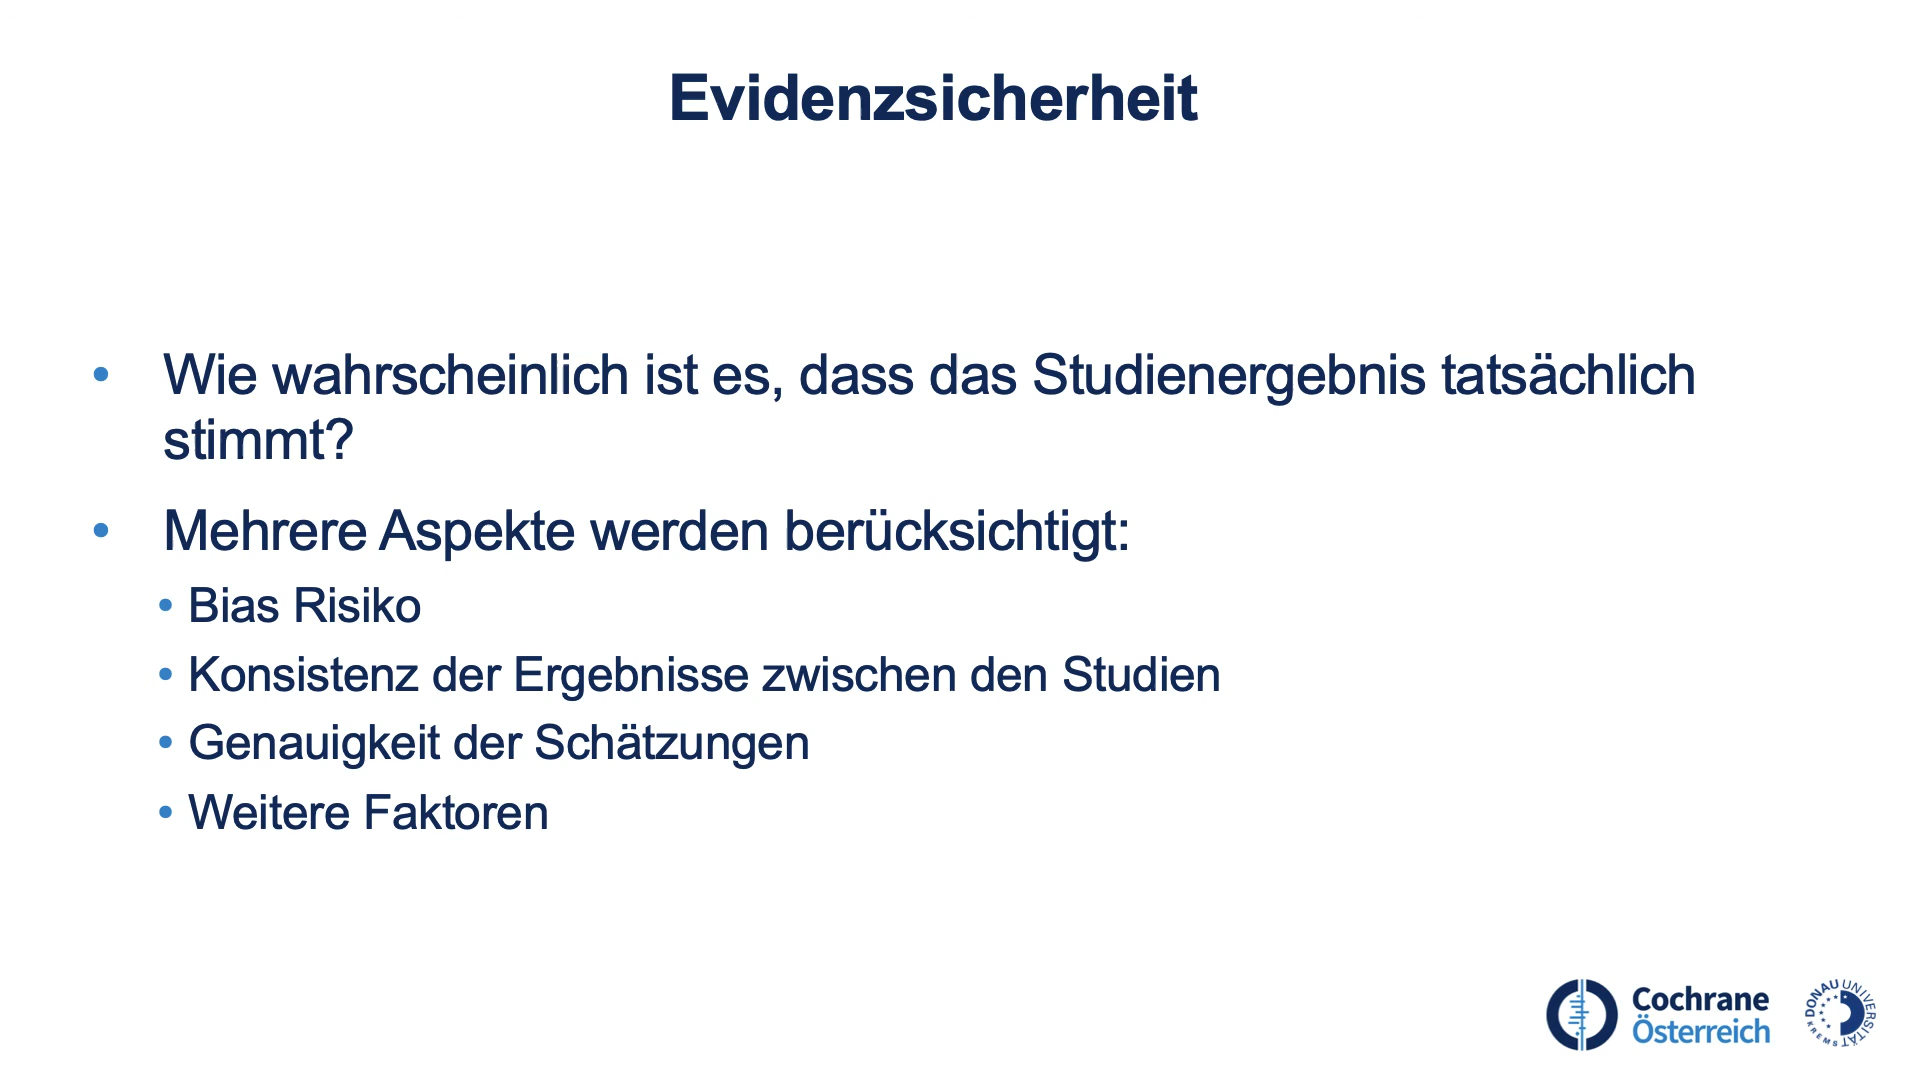 Evidenzsicherheit
• Wie wahrscheinlich ist es, dass das Studienergebnis tatsächlich
stimmt?
• Mehrere Aspekte werden berücksichtigt:
• Bias Risiko
• Konsistenz der Ergebnisse zwischen den Studien
• Genauigkeit der Schätzungen
• Weitere Faktoren
Cochrane
Österreich
DONAU UNIVERSITÄT
KREMS